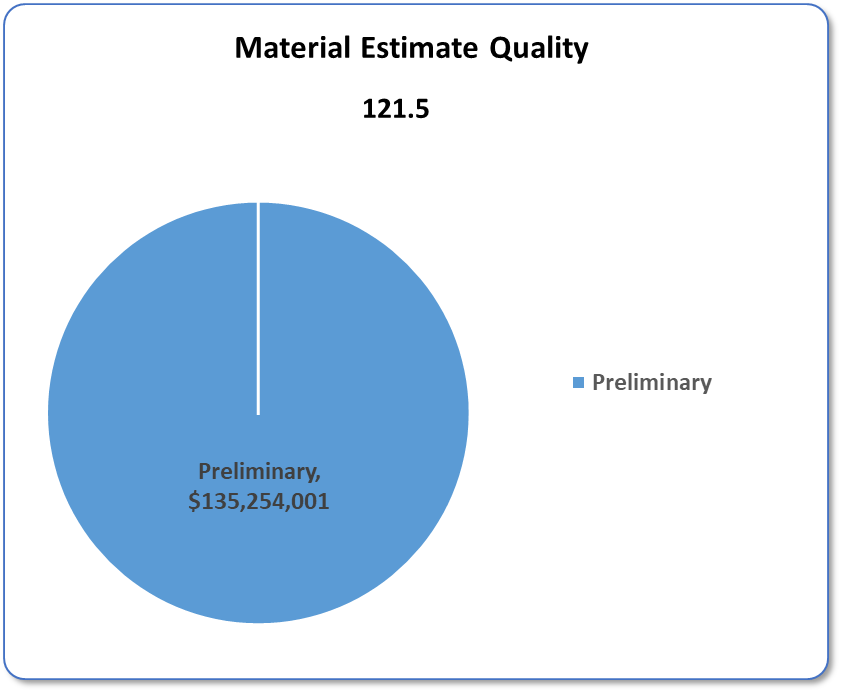 Material Estimate Quality
121.5
Preliminary
Preliminary,
$135,254,001